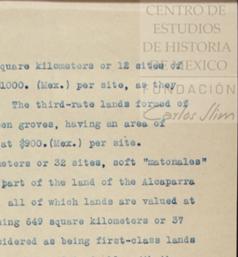 CENTRO DE
ESTUDIOS
DE HISTORIA
DE MEXICO
FUNDACIÓN
Carlos Slim
quare kilometers or 12 sites of
1000. (Mex.) per site, as they
The third-rate lands formed of
en groves, having an area of
at $900.(Mex.) per site.
meters or 32 sites, soft "matonales"
part of the land of the Alcaparra
all of which lands are valued at
ing 649 square kilometers or 37
sidered as being first-class lands